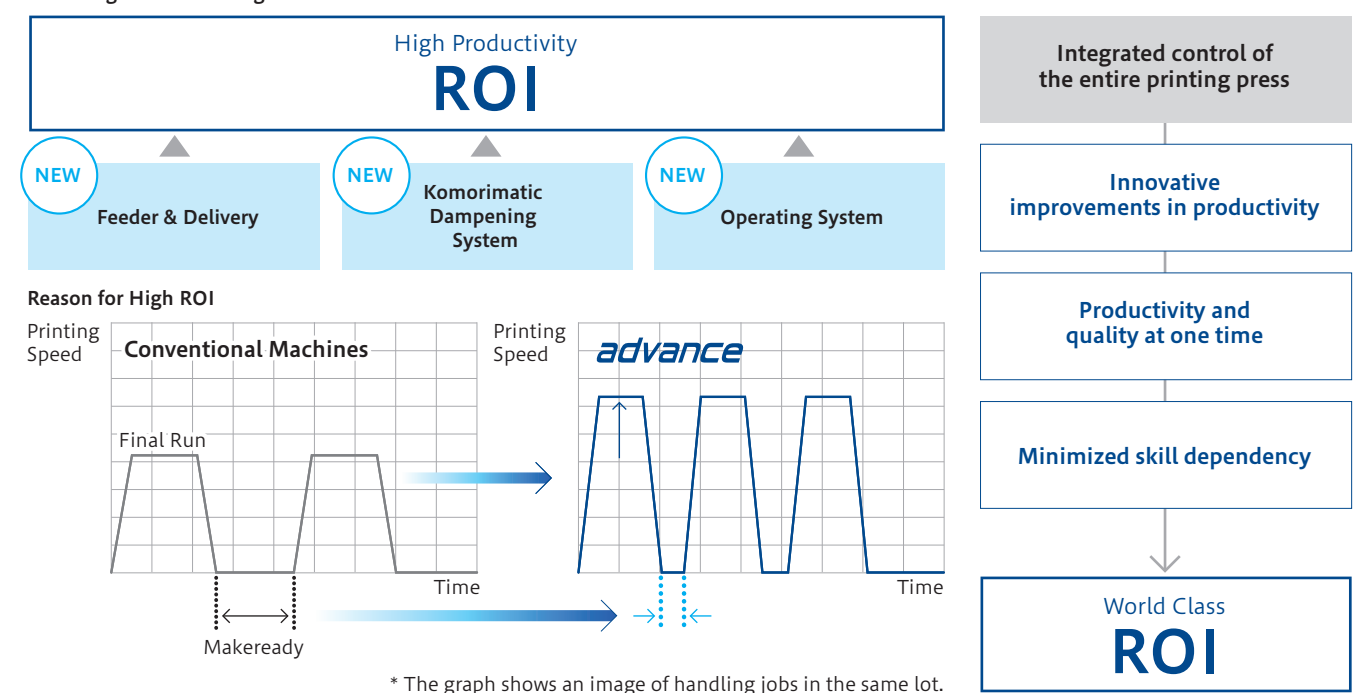 High Productivity
ROI
NEW
Feeder & Delivery
NEW
Komorimatic
Dampening
System
NEW
Operating System
Reason for High ROI
Printing
Speed
Conventional Machines
Final Run
Time
Makeready
Printing
Speed
advance
Time
* The graph shows an image of handling jobs in the same lot.
Integrated control of
the entire printing press
Innovative
improvements in productivity
Productivity and
quality at one time
Minimized skill dependency
World Class
ROI